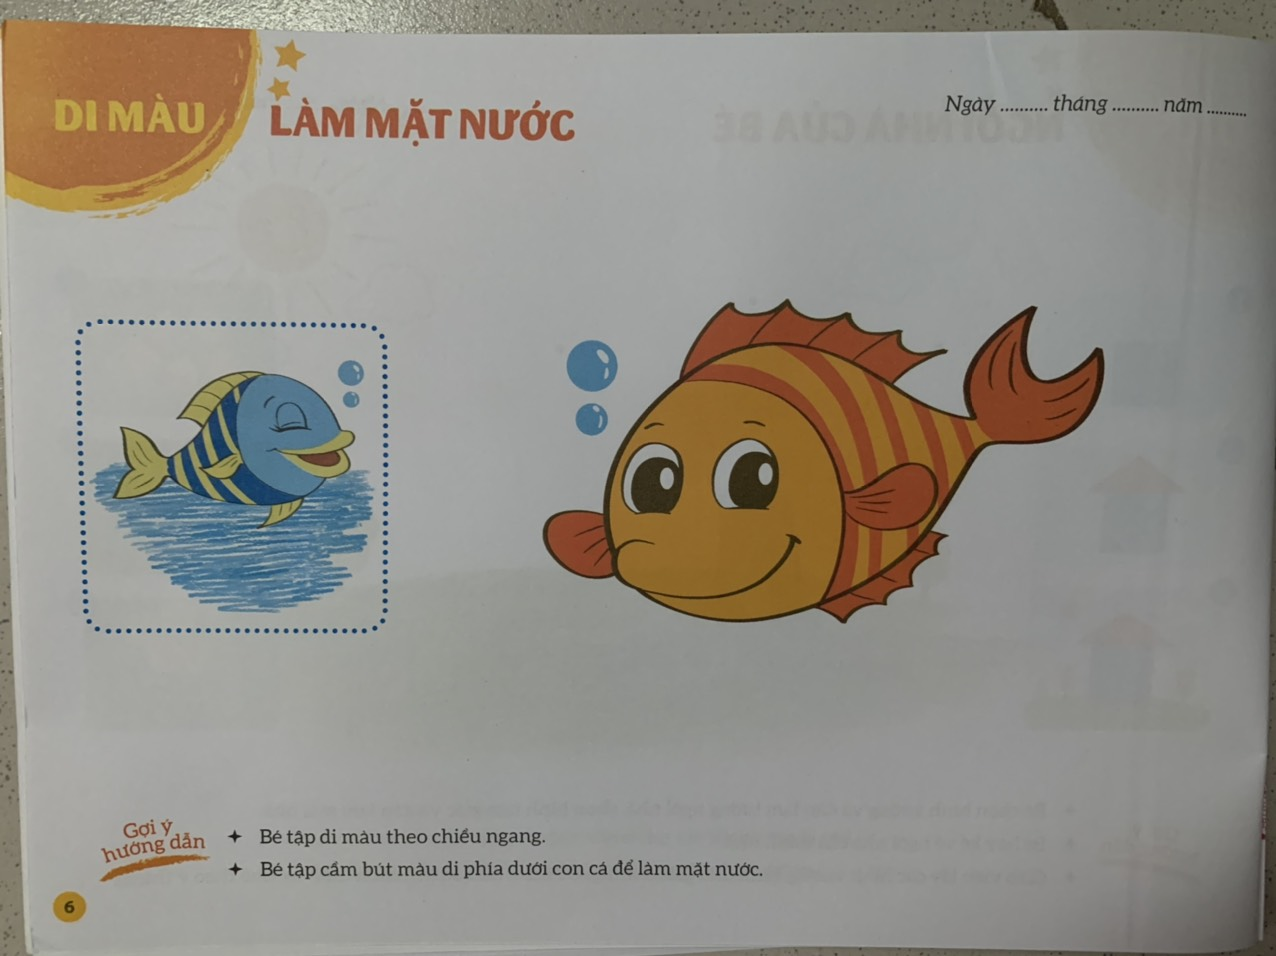 DI MÀU
LÀM MẶT NƯỚC
Ngày .......... tháng .......... năm .........
Gợi ý
hướng dẫn
Bé tập di màu theo chiều ngang.
Bé tập cầm bút màu di phía dưới con cá để làm mặt nước.
6